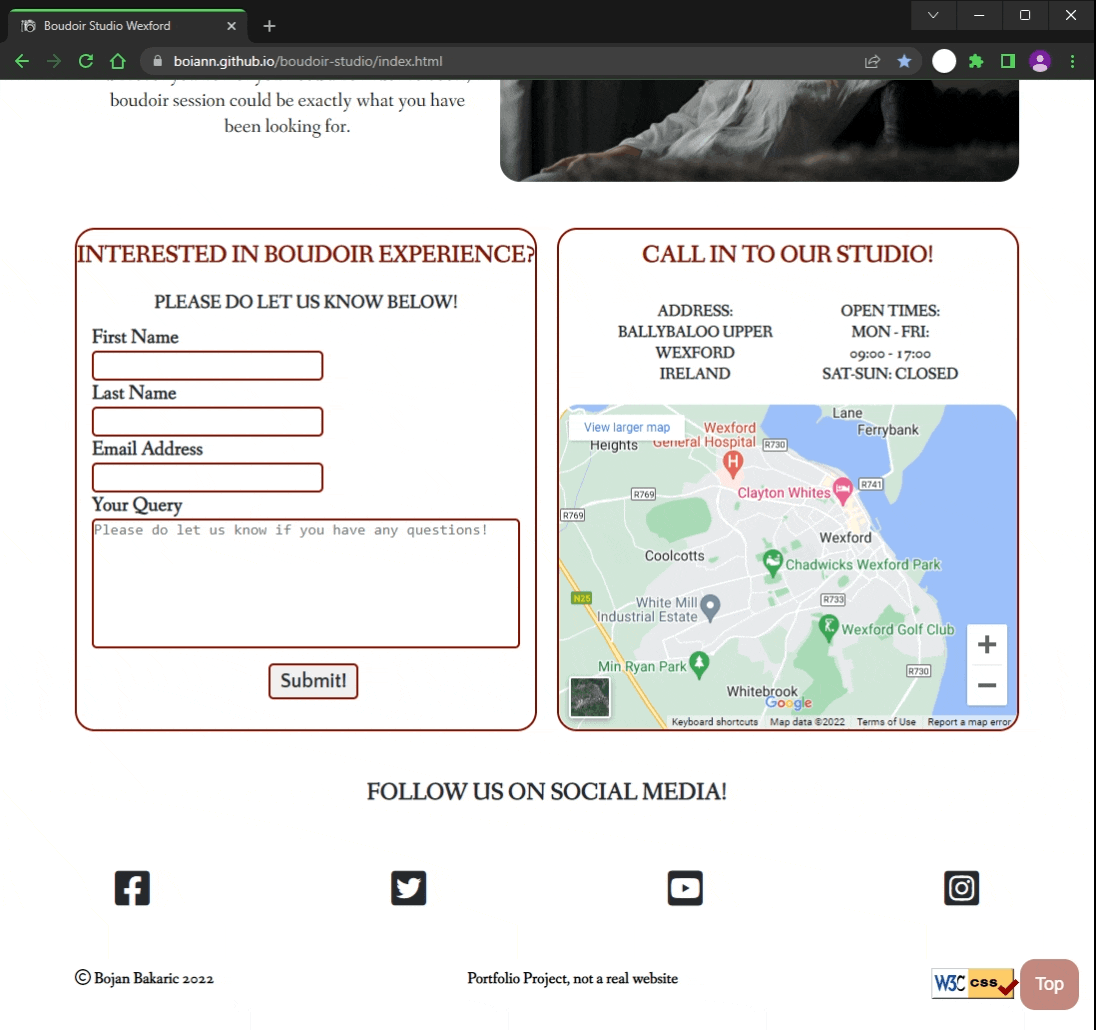 Boudoir Studio Wexford
boiann.github.io/boudoir-studio/index.html
boudoir session could be exactly what you have
been looking for.
INTERESTED IN BOUDOIR EXPERIENCE?
PLEASE DO LET US KNOW BELOW!
First Name
Last Name
Email Address
Your Query
Please do let us know if you have any questions!
Submit!
CALL IN TO OUR STUDIO!
ADDRESS:
BALLYBALOO UPPER
WEXFORD
IRELAND
OPEN TIMES:
MON - FRI:
09:00 - 17:00
SAT-SUN: CLOSED
View larger map
Lane
Ferrybank
Heights
Wexford
General Hospital
R730
R769
Clayton Whites
R741
R769
Wexford
Coolcotts
Chadwicks Wexford Park
N25
White Mill
Industrial Estate
R733
Wexford Golf Club
Min Ryan Park
R730
Whitebrook
Google
Keyboard shortcuts
Map data ©2022
Terms of Use
Report a map error
FOLLOW US ON SOCIAL MEDIA!
© Bojan Bakaric 2022
Portfolio Project, not a real website
W3C css
Top